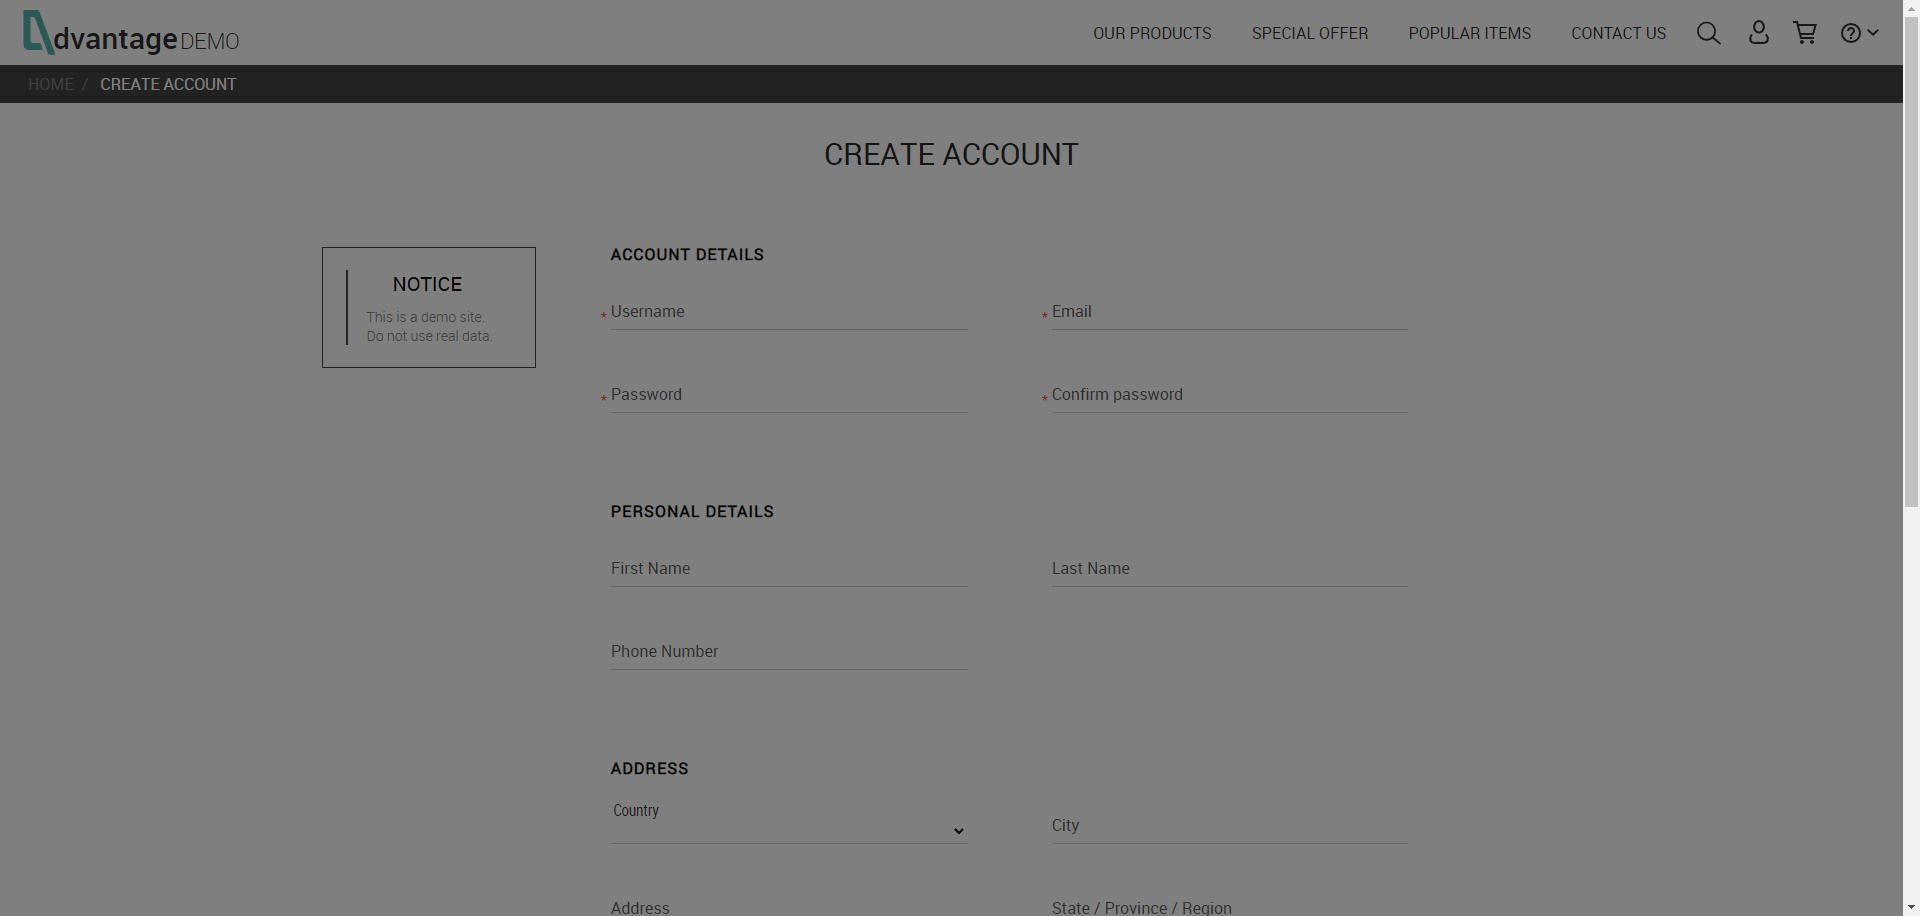 dvantage DEMO
OUR PRODUCTS SPECIAL OFFER POPULAR ITEMS CONTACT US
HOME / CREATE ACCOUNT
CREATE ACCOUNT
NOTICE
This is a demo site.
Do not use real data.
ACCOUNT DETAILS
* Username * Email
* Password * Confirm password
PERSONAL DETAILS
First Name Last Name
Phone Number
ADDRESS
Country
City
Address State / Province / Region